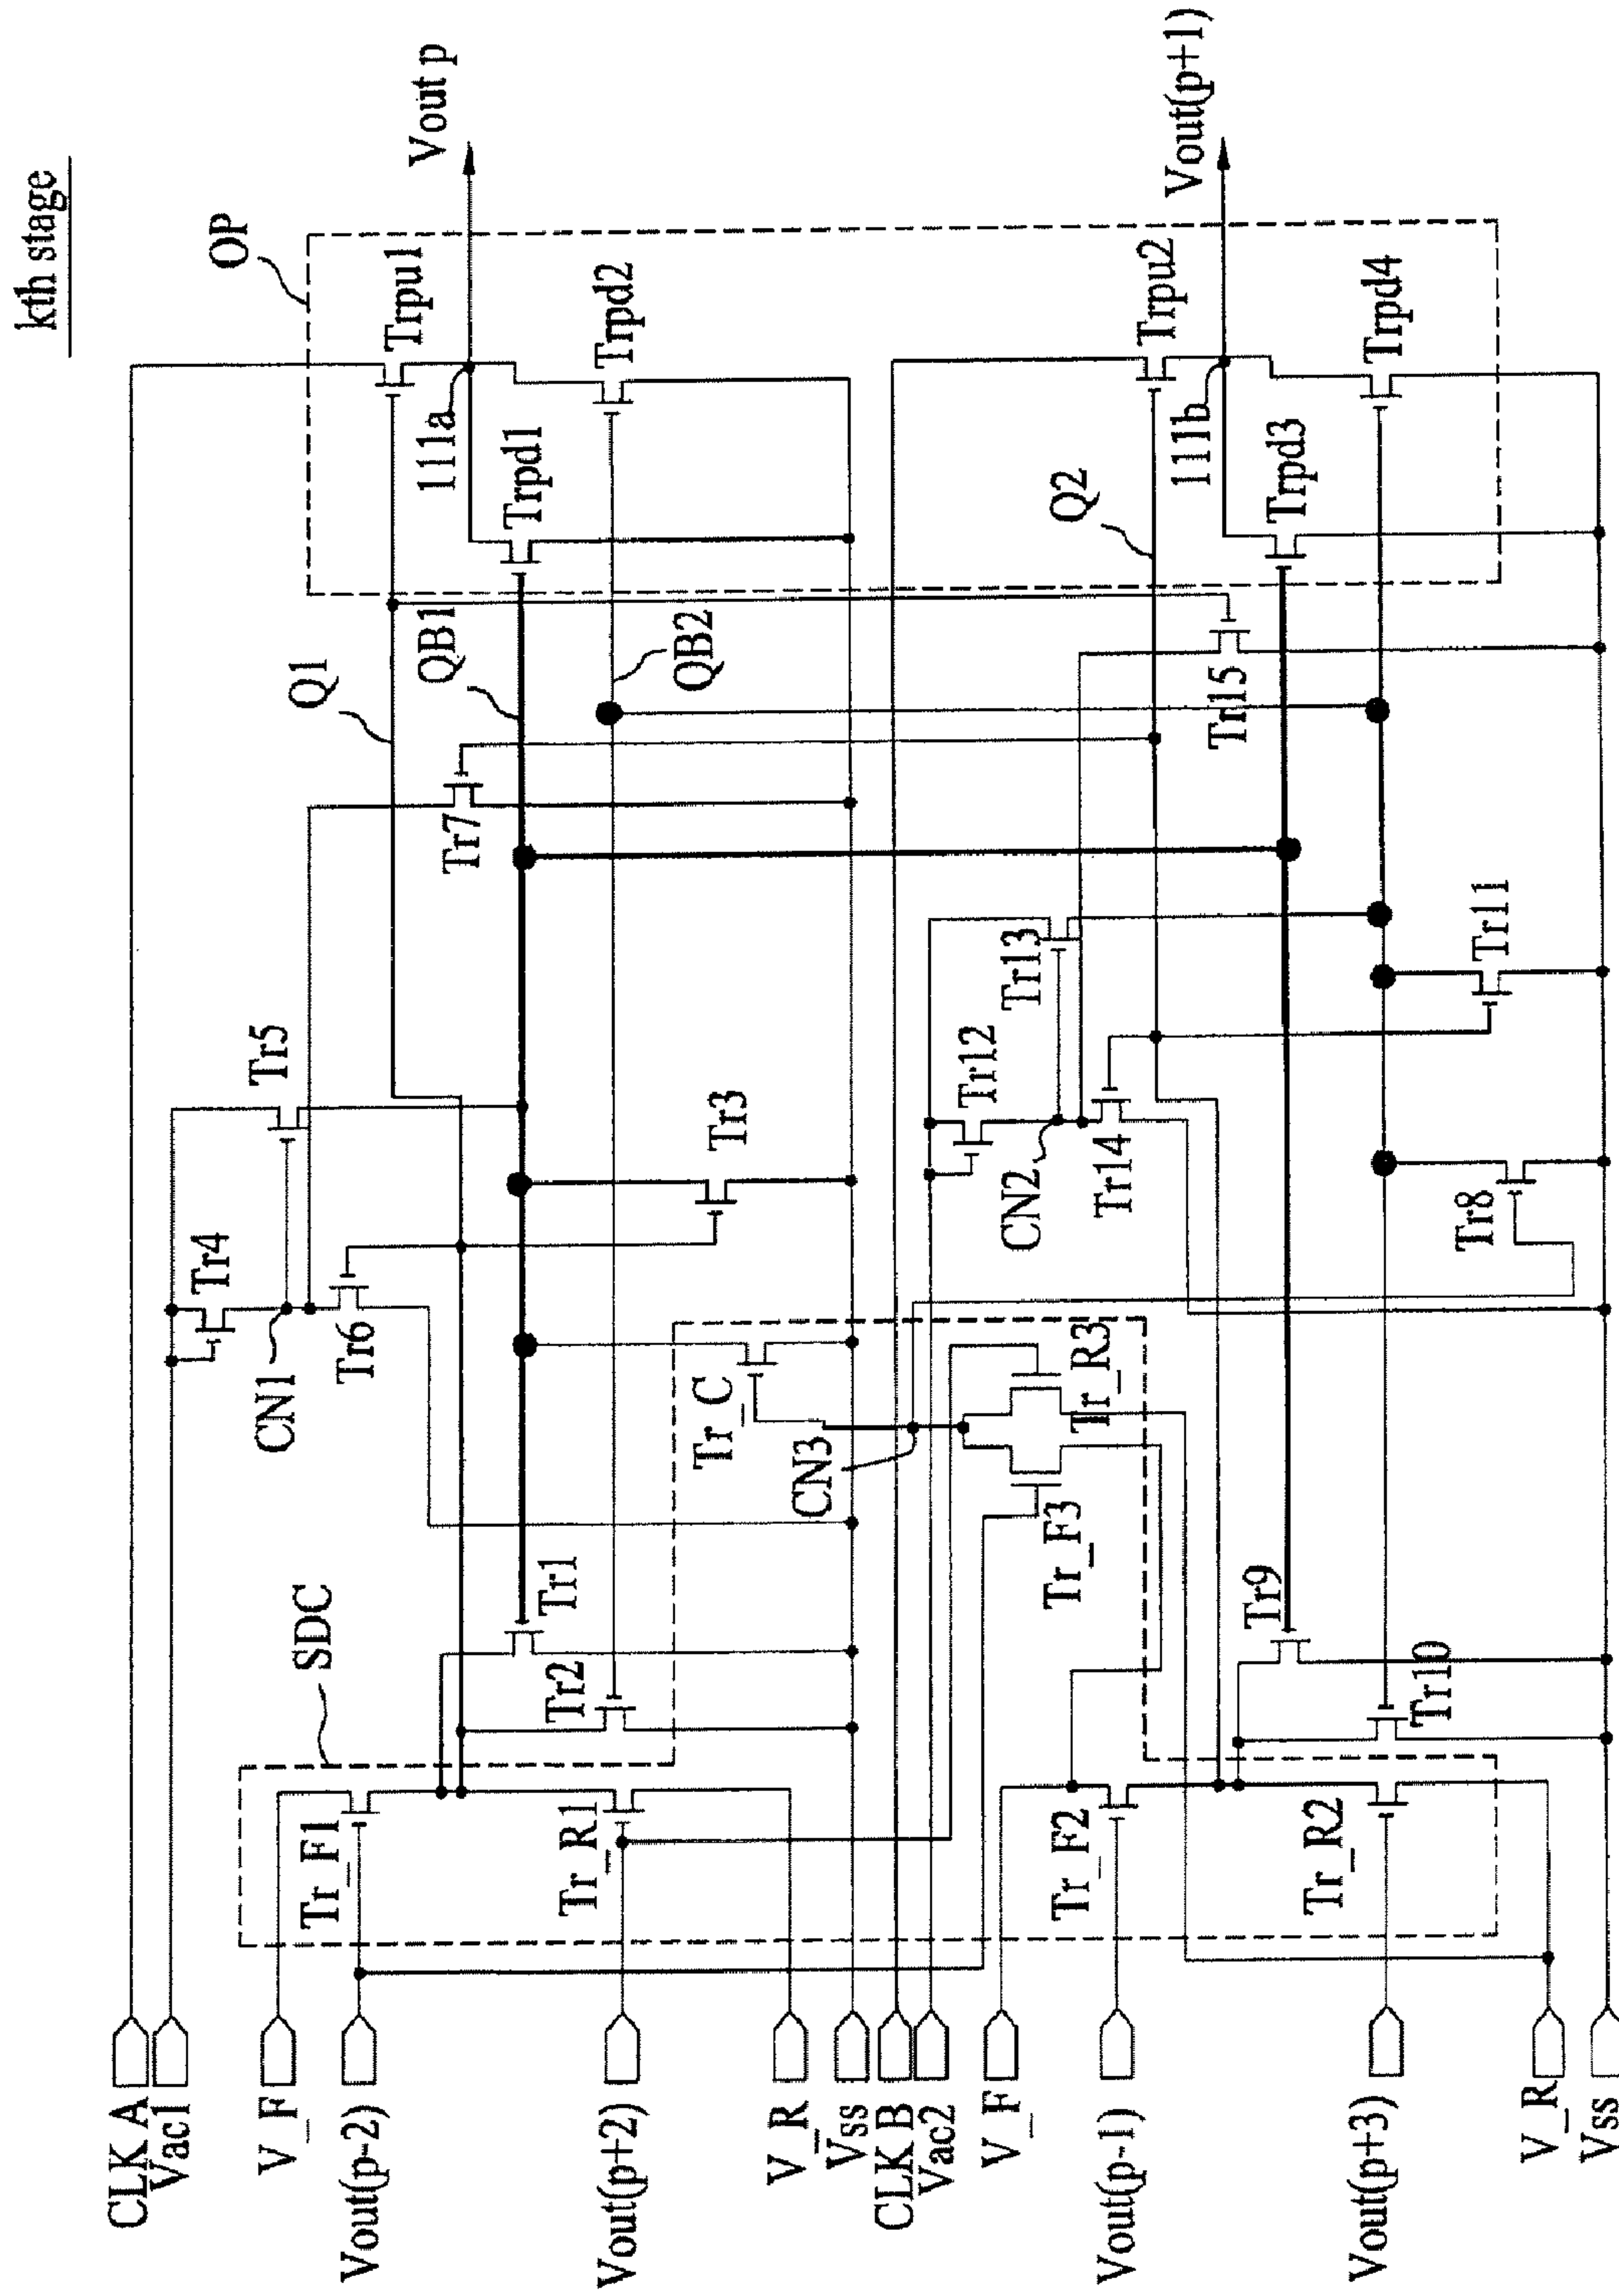 kth stage
OP
Vout p
Trpu1
111a
Trpd1
Trpd2
Q1
QB1
QB2
Tr7
Tr5
Tr4
CN1
Tr6
Tr3
SDC
Tr1
Tr2
Tr_F1
Tr_R1
Tr_C
CN3
Tr_F3
Tr_R3
Vout(p+1)
Trpu2
111b
Trpd3
Trpd4
Q2
Tr15
Tr13
Tr12
CN2
Tr14
Tr11
Tr8
Tr9
Tr10
Tr_F2
Tr_R2
CLK A
Vac1
V_F
Vout(p-2)
Vout(p+2)
V_R
Vss
CLK B
Vac2
V_F
Vout(p-1)
Vout(p+3)
V_R
Vss